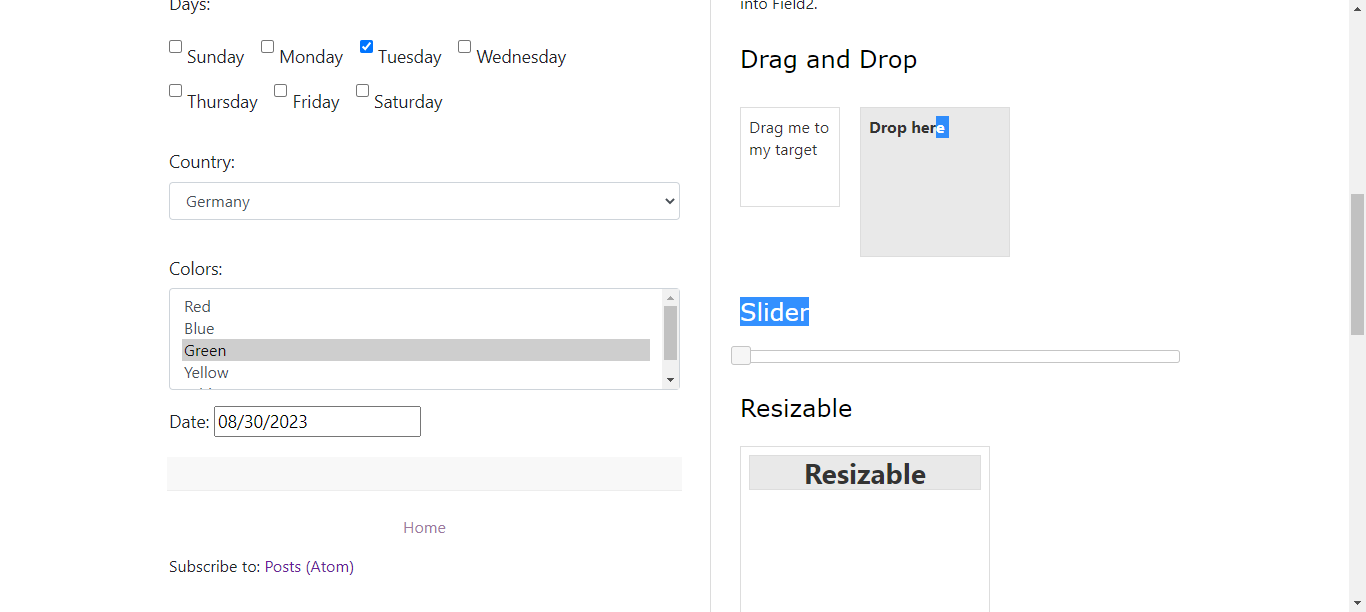 Days:
Sunday Monday Tuesday Wednesday
Thursday Friday Saturday
Country:
Germany
Colors:
Red
Blue
Green
Yellow
Date: 08/30/2023
Home
Subscribe to: Posts (Atom)
into Field2.
Drag and Drop
Drag me to
my target
Drop here
Slider
Resizable
Resizable